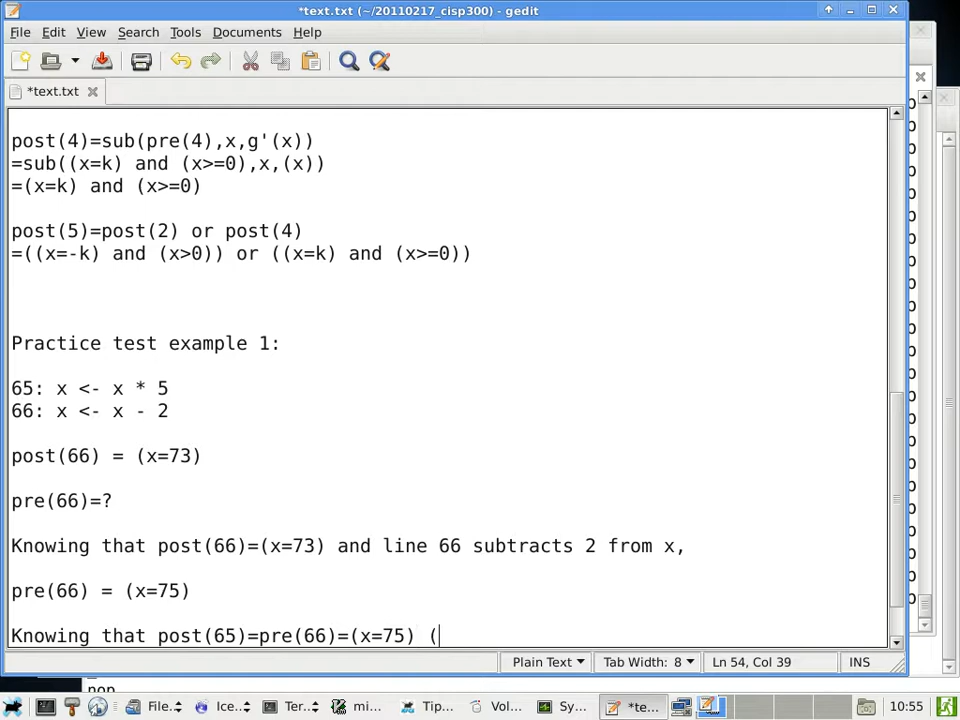 *text.txt (~/20110217_cisp300) - gedit
File Edit View Search Tools Documents Help
*text.txt
post(4)=sub(pre(4),x,g'(x))
=sub((x=k) and (x>=0),x,(x))
=(x=k) and (x>=0)
post(5)=post(2) or post(4)
=((x=-k) and (x>0)) or ((x=k) and (x>=0))
Practice test example 1:
65: x <- x * 5
66: x <- x - 2
post(66) = (x=73)
pre(66)=?
Knowing that post(66)=(x=73) and line 66 subtracts 2 from x,
pre(66) = (x=75)
Knowing that post(65)=pre(66)=(x=75) (
Plain Text Tab Width: 8 Ln 54, Col 39 INS
nop
File. Ice.. Ter.. mi... Tip... Vol... Sy... *te... 10:55